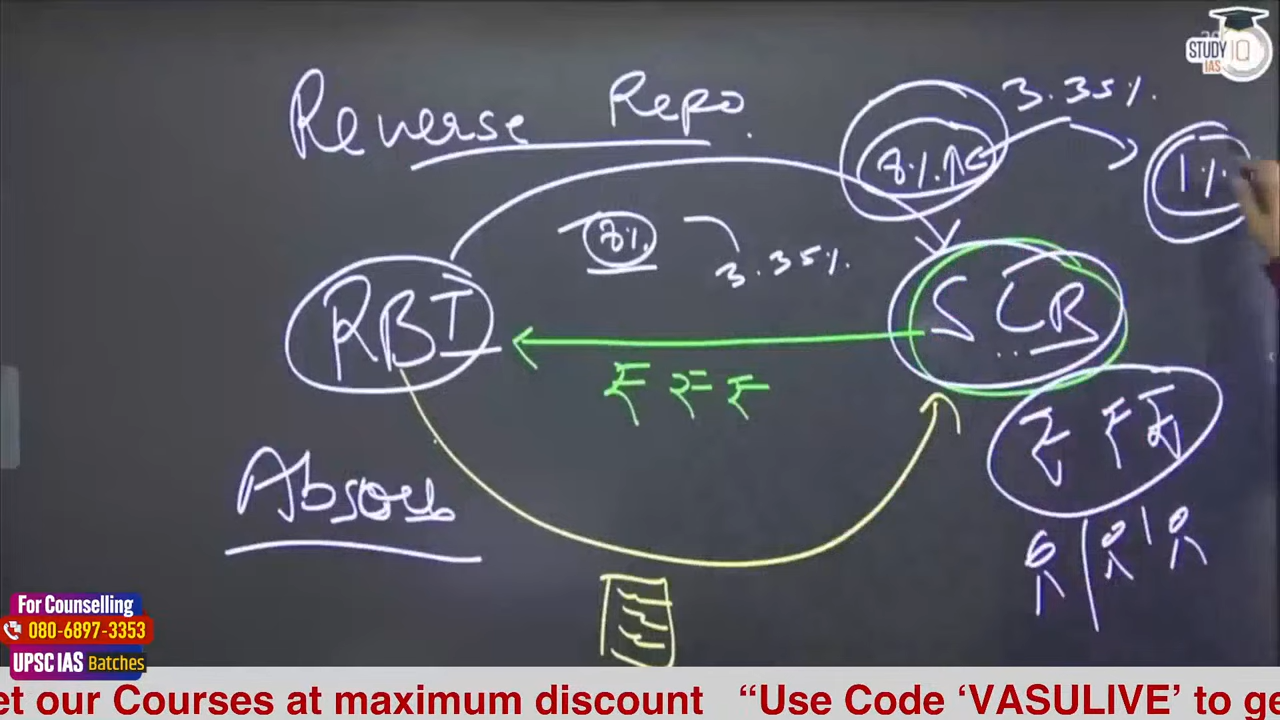 STUDY IQ
IAS
Reverse Repo.
3.35%.
8%.↑
1%.
8%.
3.35%.
RBI
SCB
₹ ₹ ₹
₹ ₹ ₹
Absorb
For Counselling
080-6897-3353
UPSC IAS Batches
et our Courses at maximum discount “Use Code ‘VASULIVE’ to ge